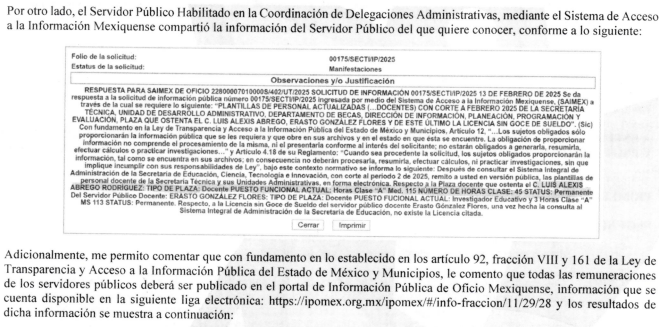 Por otro lado, el Servidor Público Habilitado en la Coordinación de Delegaciones Administrativas, mediante el Sistema de Acceso
a la Información Mexiquense compartió la información del Servidor Público del que quiere conocer, conforme a lo siguiente:
Folio de la solicitud: 00175/SECTI/IP/2025
Estatus de la solicitud: Manifestaciones
Observaciones y/o Justificación
RESPUESTA PARA SAIMEX DE OFICIO 22800007010000S/402/UT/2025 SOLICITUD DE INFORMACIÓN 00175/SECTI/IP/2025 13 DE FEBRERO DE 2025 Se da
respuesta a la solicitud de información pública número 00175/SECTI/IP/2025 ingresada por medio del Sistema de Acceso a la Información Mexiquense, (SAIMEX) a
través de la cual se requiere lo siguiente: "PLANTILLAS DE PERSONAL ACTUALIZADAS (...DOCENTES) CON CORTE A FEBRERO 2025 DE LA SECRETARÍA
TÉCNICA, UNIDAD DE DESARROLLO ADMINISTRATIVO, DEPARTAMENTO DE BECAS, DIRECCIÓN DE INFORMACIÓN, PLANEACIÓN, PROGRAMACIÓN Y
EVALUACIÓN, PLAZA QUE OSTENTA EL C. LUIS ALEXIS ABREGO, ERASTO GONZÁLEZ FLORES Y DE ESTE ÚLTIMO LA LICENCIA SIN GOCE DE SUELDO", (Sic)
Con fundamento en la Ley de Transparencia y Acceso a la Información Pública del Estado de México y Municipios, Artículo 12, "...Los sujetos obligados sólo
proporcionarán la información pública que se les requiera y que obre en sus archivos y en el estado en que ésta se encuentre. La obligación de proporcionar
información no comprende el procesamiento de la misma, ni el presentarla conforme al interés del solicitante; no estarán obligados a generarla, resumirla,
efectuar cálculos o practicar investigaciones..." y Artículo 4.18 de su Reglamento: "Cuando sea precedente la solicitud, los sujetos obligados proporcionarán la
información, tal como se encuentra en sus archivos; en consecuencia no deberán procesarla, resumirla, efectuar cálculos, ni practicar investigaciones, sin que
implique incumplir con sus responsabilidades de Ley", bajo este contexto normativo se informa lo siguiente: Después de consultar el Sistema Integral de
Administración de la Secretaría de Educación, Ciencia, Tecnología e Innovación, con corte al periodo 2 de 2025, remito a usted en versión pública, las plantillas de
personal docente de la Secretaría Técnica y sus Unidades Administrativas, en forma electrónica. Respecto a la Plaza docente que ostenta el C. LUIS ALEXIS
ABREGO RODRÍGUEZ: TIPO DE PLAZA: Docente PUESTO FUNCIONAL ACTUAL: Horas Clase "A" Med. 115 NÚMERO DE HORAS CLASE: 45 STATUS: Permanente
Del Servidor Público Docente: ERASTO GONZÁLEZ FLORES: TIPO DE PLAZA: Docente PUESTO FUCIONAL ACTUAL: Investigador Educativo y 3 Horas Clase "A"
MS 113 STATUS: Permanente. Respecto, a la Licencia sin Goce de Sueldo del servidor público docente Erasto González Flores, una vez hecha la consulta al
Sistema Integral de Administración de la Secretaría de Educación, no existe la Licencia citada.
Cerrar Imprimir
Adicionalmente, me permito comentar que con fundamento en lo establecido en los artículo 92, fracción VIII y 161 de la Ley de
Transparencia y Acceso a la Información Pública del Estado de México y Municipios, le comento que todas las remuneraciones
de los servidores públicos deberá ser publicado en el portal de Información Pública de Oficio Mexiquense, información que se
cuenta disponible en la siguiente liga electrónica: https://ipomex.org.mx/ipomex/#/info-fraccion/11/29/28 y los resultados de
dicha información se muestra a continuación: